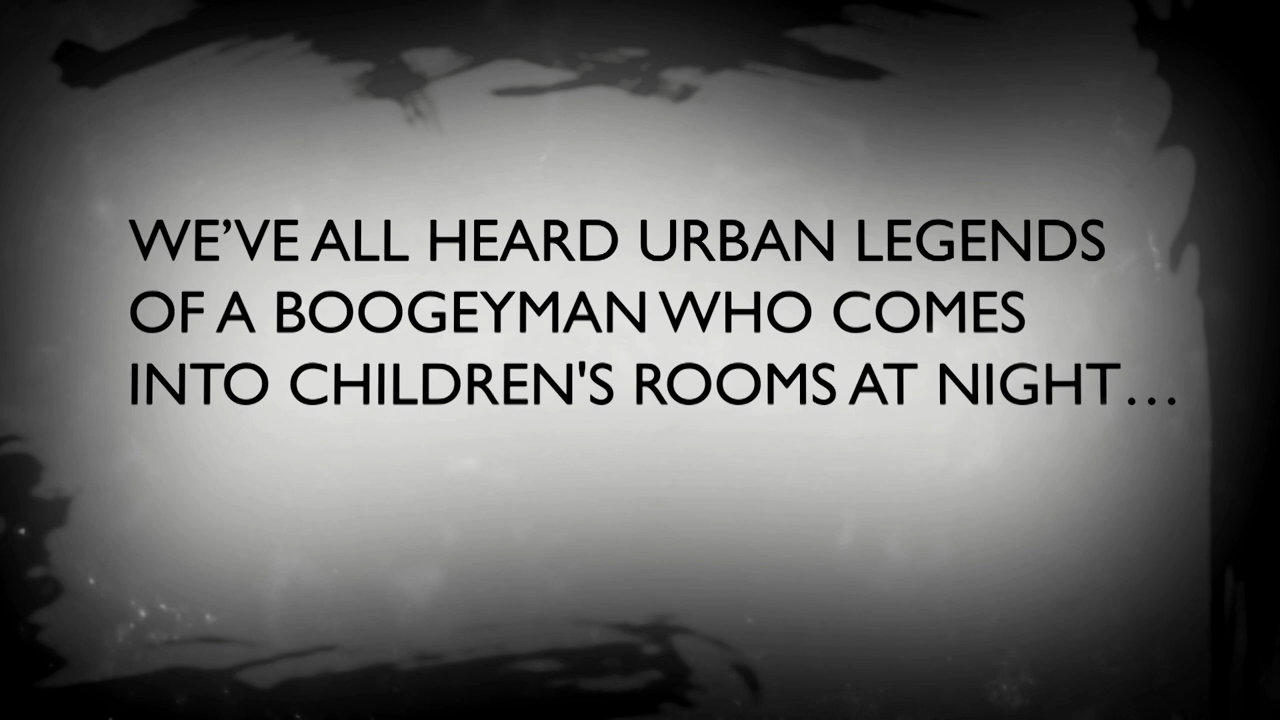 WE’VE ALL HEARD URBAN LEGENDS
OF A BOOGEYMAN WHO COMES
INTO CHILDREN'S ROOMS AT NIGHT…